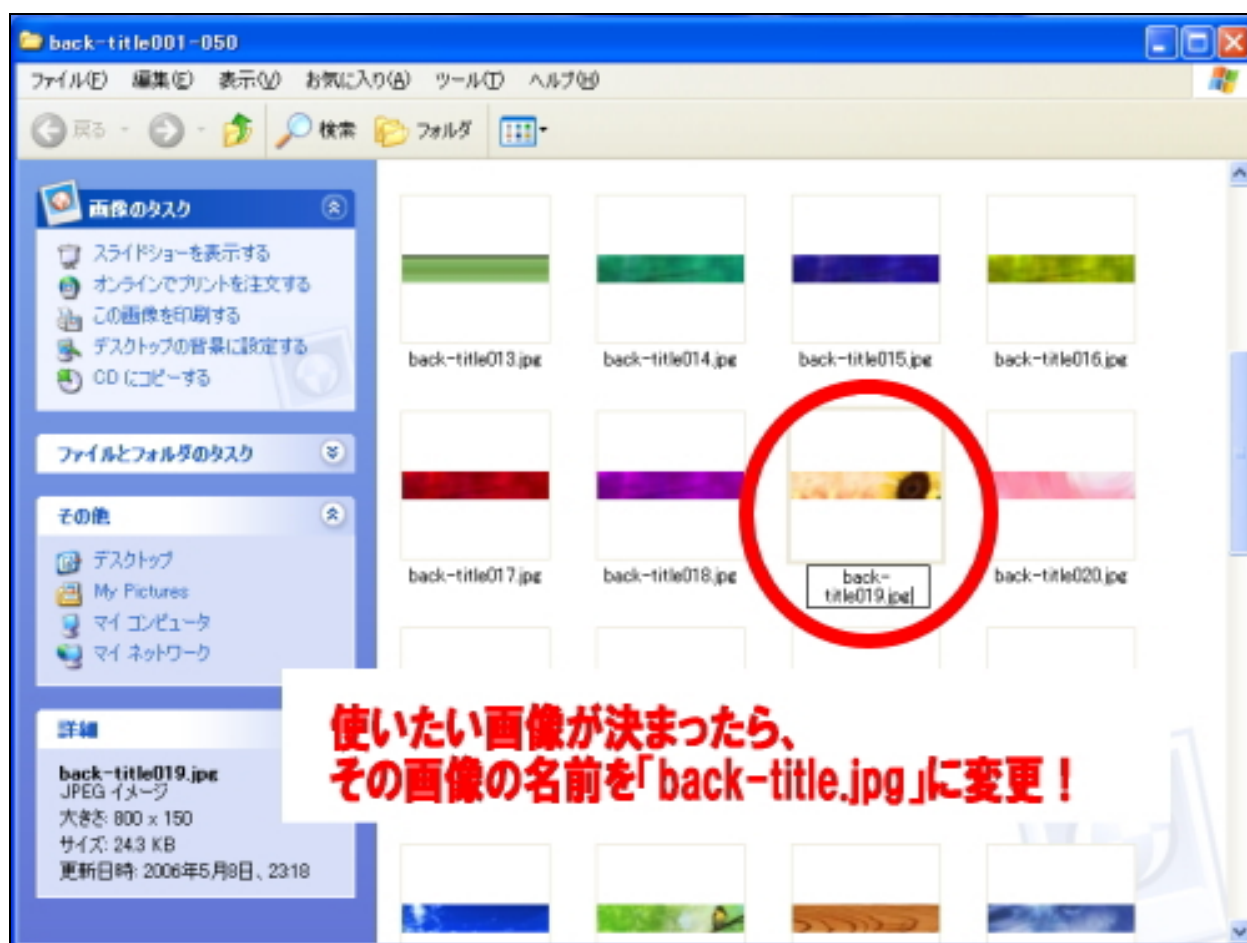 back-title001-050
ファイル(F) 編集(E) 表示(V) お気に入り(A) ツール(T) ヘルプ(H)
戻る 検索 フォルダ
画像のタスク
スライドショーを表示する
オンラインでプリントを注文する
この画像を印刷する
デスクトップの背景に設定する
CD にコピーする
ファイルとフォルダのタスク
その他
デスクトップ
My Pictures
マイ コンピュータ
マイ ネットワーク
詳細
back-title019.jpg
JPEG イメージ
大きさ: 800 x 150
サイズ: 24.3 KB
更新日時: 2006年5月8日、23:18
back-title013.jpg back-title014.jpg back-title015.jpg back-title016.jpg
back-title017.jpg back-title018.jpg back-title019.jpg back-title020.jpg
使いたい画像が決まったら、
その画像の名前を「back-title.jpg」に変更！